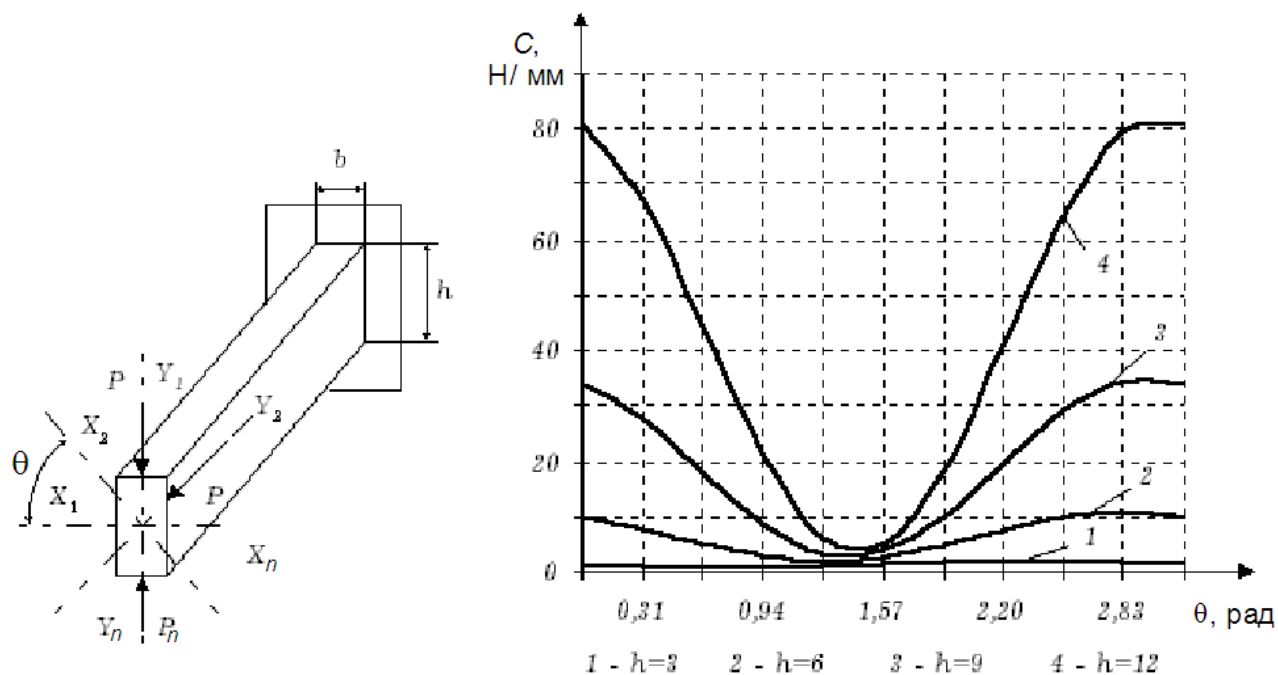 b
h
P
Y₁
Y₂
X₂
θ
X₁
P
Xₙ
Yₙ
Pₙ
C,
Н/ мм
80
60
40
20
0
4
3
2
1
0,31 0,94 1,57 2,20 2,83 θ, рад
1 - h=3 2 - h=6 3 - h=9 4 - h=12